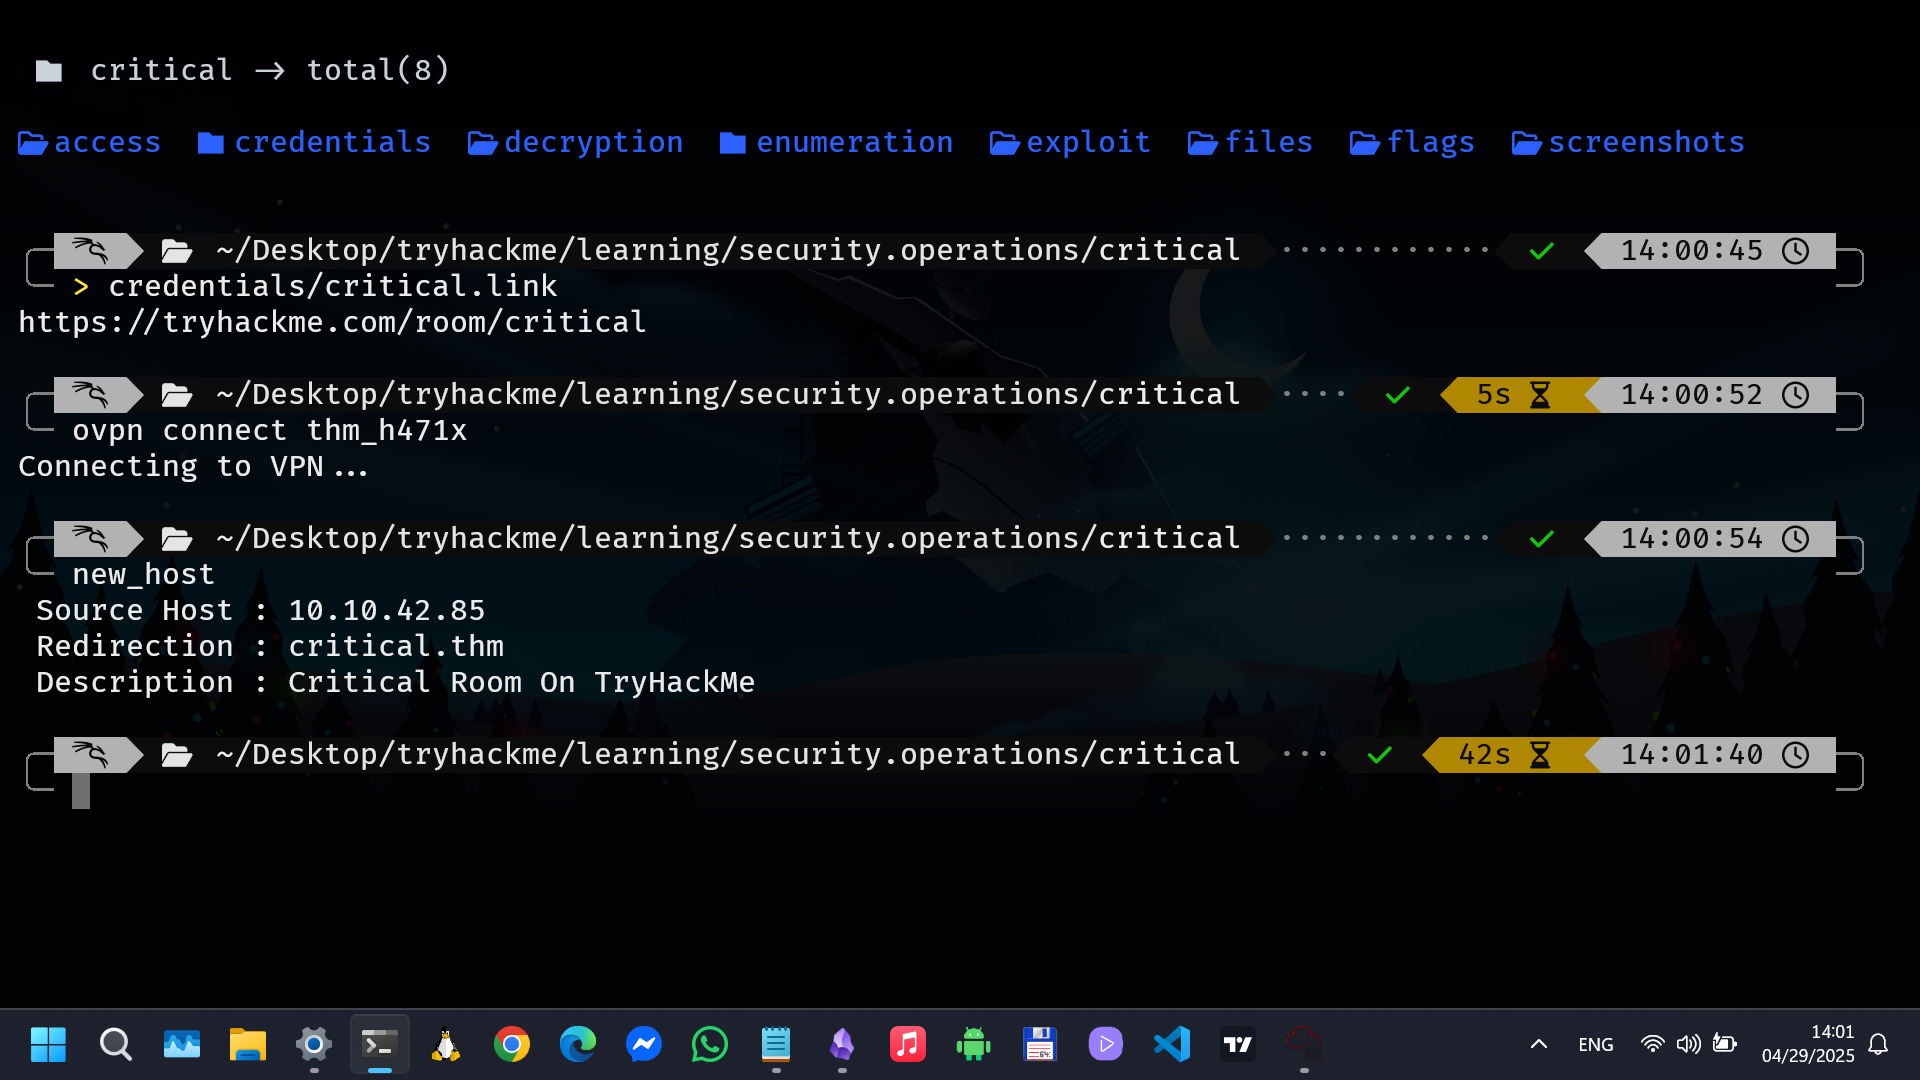 critical → total(8)
access credentials decryption enumeration exploit files flags screenshots
~/Desktop/tryhackme/learning/security.operations/critical ············ ✓ 14:00:45
> credentials/critical.link
https://tryhackme.com/room/critical
~/Desktop/tryhackme/learning/security.operations/critical ···· ✓ 5s 14:00:52
ovpn connect thm_h471x
Connecting to VPN...
~/Desktop/tryhackme/learning/security.operations/critical ············ ✓ 14:00:54
new_host
Source Host : 10.10.42.85
Redirection : critical.thm
Description : Critical Room On TryHackMe
~/Desktop/tryhackme/learning/security.operations/critical ··· ✓ 42s 14:01:40
64
ENG
14:01
04/29/2025